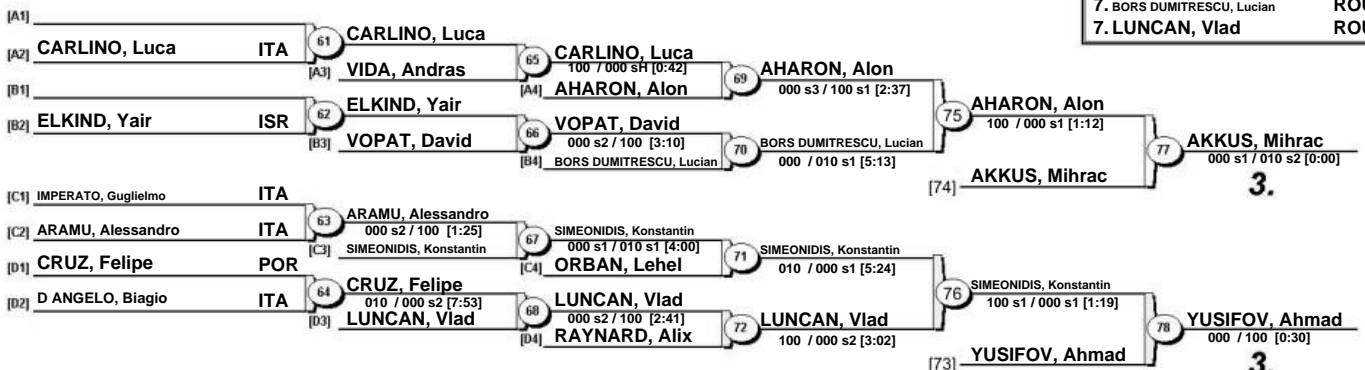 7. BORS DUMITRESCU, Lucian ROU
7. LUNCAN, Vlad ROU
[A1]
[A2] CARLINO, Luca ITA
61
CARLINO, Luca
[A3] VIDA, Andras
65
CARLINO, Luca
100 / 000 sH [0:42]
[A4] AHARON, Alon
69
AHARON, Alon
000 s3 / 100 s1 [2:37]
[B1]
[B2] ELKIND, Yair ISR
62
ELKIND, Yair
[B3] VOPAT, David
66
VOPAT, David
000 s2 / 100 [3:10]
[B4] BORS DUMITRESCU, Lucian
70
BORS DUMITRESCU, Lucian
000 / 010 s1 [5:13]
75
AHARON, Alon
100 / 000 s1 [1:12]
[74] AKKUS, Mihrac
77
AKKUS, Mihrac
000 s1 / 010 s2 [0:00]
3.
[C1] IMPERATO, Guglielmo ITA
[C2] ARAMU, Alessandro ITA
63
ARAMU, Alessandro
000 s2 / 100 [1:25]
[C3] SIMEONIDIS, Konstantin
67
SIMEONIDIS, Konstantin
000 s1 / 010 s1 [4:00]
[C4] ORBAN, Lehel
71
SIMEONIDIS, Konstantin
010 / 000 s1 [5:24]
[D1] CRUZ, Felipe POR
[D2] D ANGELO, Biagio ITA
64
CRUZ, Felipe
010 / 000 s2 [7:53]
[D3] LUNCAN, Vlad
68
LUNCAN, Vlad
000 s2 / 100 [2:41]
[D4] RAYNARD, Alix
72
LUNCAN, Vlad
100 / 000 s2 [3:02]
76
SIMEONIDIS, Konstantin
100 s1 / 000 s1 [1:19]
[73] YUSIFOV, Ahmad
78
YUSIFOV, Ahmad
000 / 100 [0:30]
3.